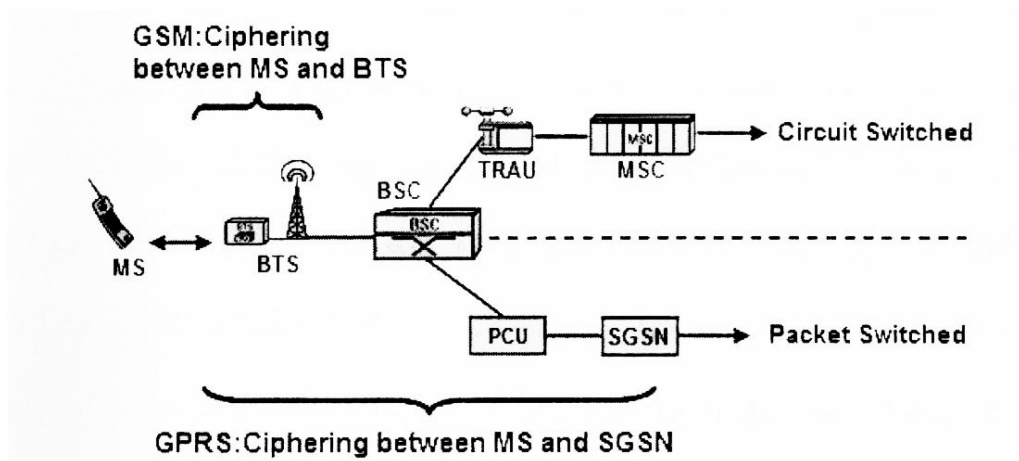 GSM:Ciphering
between MS and BTS
TRAU
MSC
MSC
Circuit Switched
BSC
BSC
MS
BTS
BTS
PCU
SGSN
Packet Switched
GPRS:Ciphering between MS and SGSN